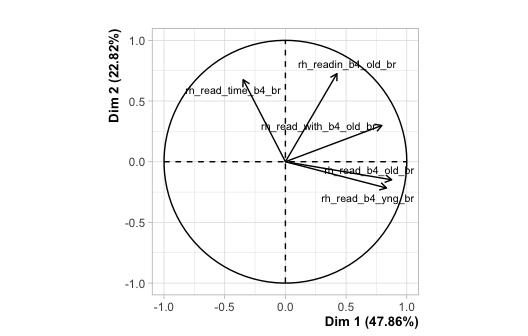 Dim 2 (22.82%)
1.0
0.5
0.0
-0.5
-1.0
rh_readin_b4_old_br
rh_read_time_b4_br
rh_read_with_b4_old_br
rh_read_b4_old_br
rh_read_b4_yng_br
-1.0
-0.5
0.0
0.5
1.0
Dim 1 (47.86%)